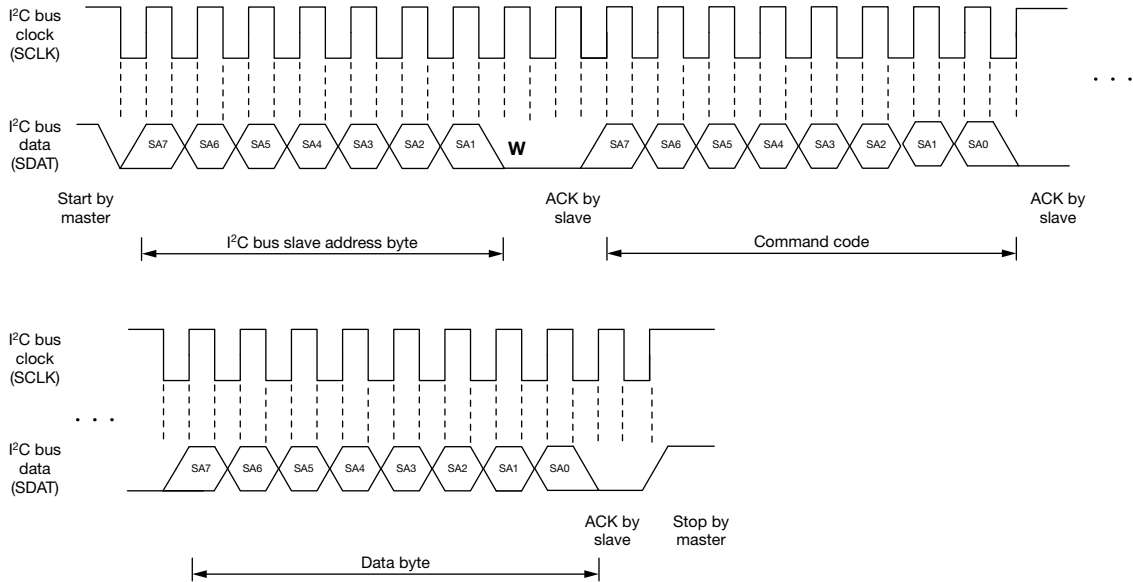 I²C bus
clock
(SCLK)
. . .
I²C bus
data
(SDAT)
SA7 SA6 SA5 SA4 SA3 SA2 SA1 W SA7 SA6 SA5 SA4 SA3 SA2 SA1 SA0
Start by
master
ACK by
slave
ACK by
slave
I²C bus slave address byte
Command code
I²C bus
clock
(SCLK)
. . .
I²C bus
data
(SDAT)
SA7 SA6 SA5 SA4 SA3 SA2 SA1 SA0
ACK by
slave
Stop by
master
Data byte